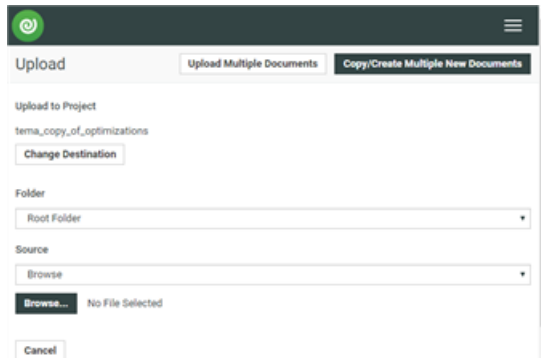 Upload
Upload Multiple Documents
Copy/Create Multiple New Documents
Upload to Project
tema_copy_of_optimizations
Change Destination
Folder
Root Folder
Source
Browse
Browse... No File Selected
Cancel